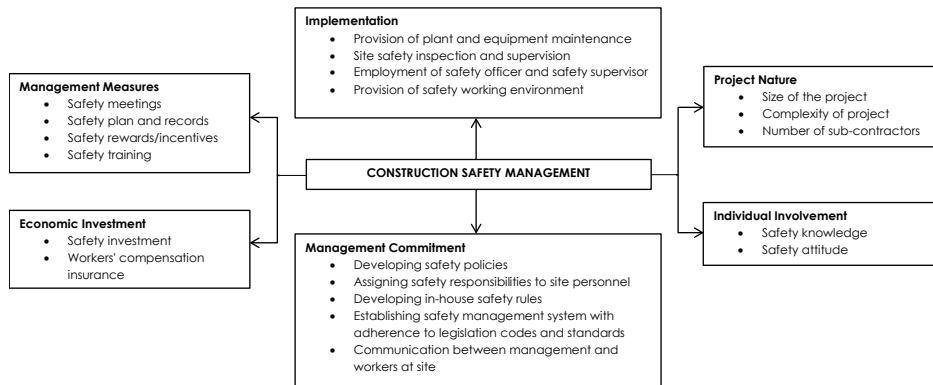 Implementation
• Provision of plant and equipment maintenance
• Site safety inspection and supervision
• Employment of safety officer and safety supervisor
• Provision of safety working environment
Management Measures
• Safety meetings
• Safety plan and records
• Safety rewards/incentives
• Safety training
Project Nature
• Size of the project
• Complexity of project
• Number of sub-contractors
CONSTRUCTION SAFETY MANAGEMENT
Economic Investment
• Safety investment
• Workers' compensation
insurance
Management Commitment
• Developing safety policies
• Assigning safety responsibilities to site personnel
• Developing in-house safety rules
• Establishing safety management system with
adherence to legislation codes and standards
• Communication between management and
workers at site
Individual Involvement
• Safety knowledge
• Safety attitude